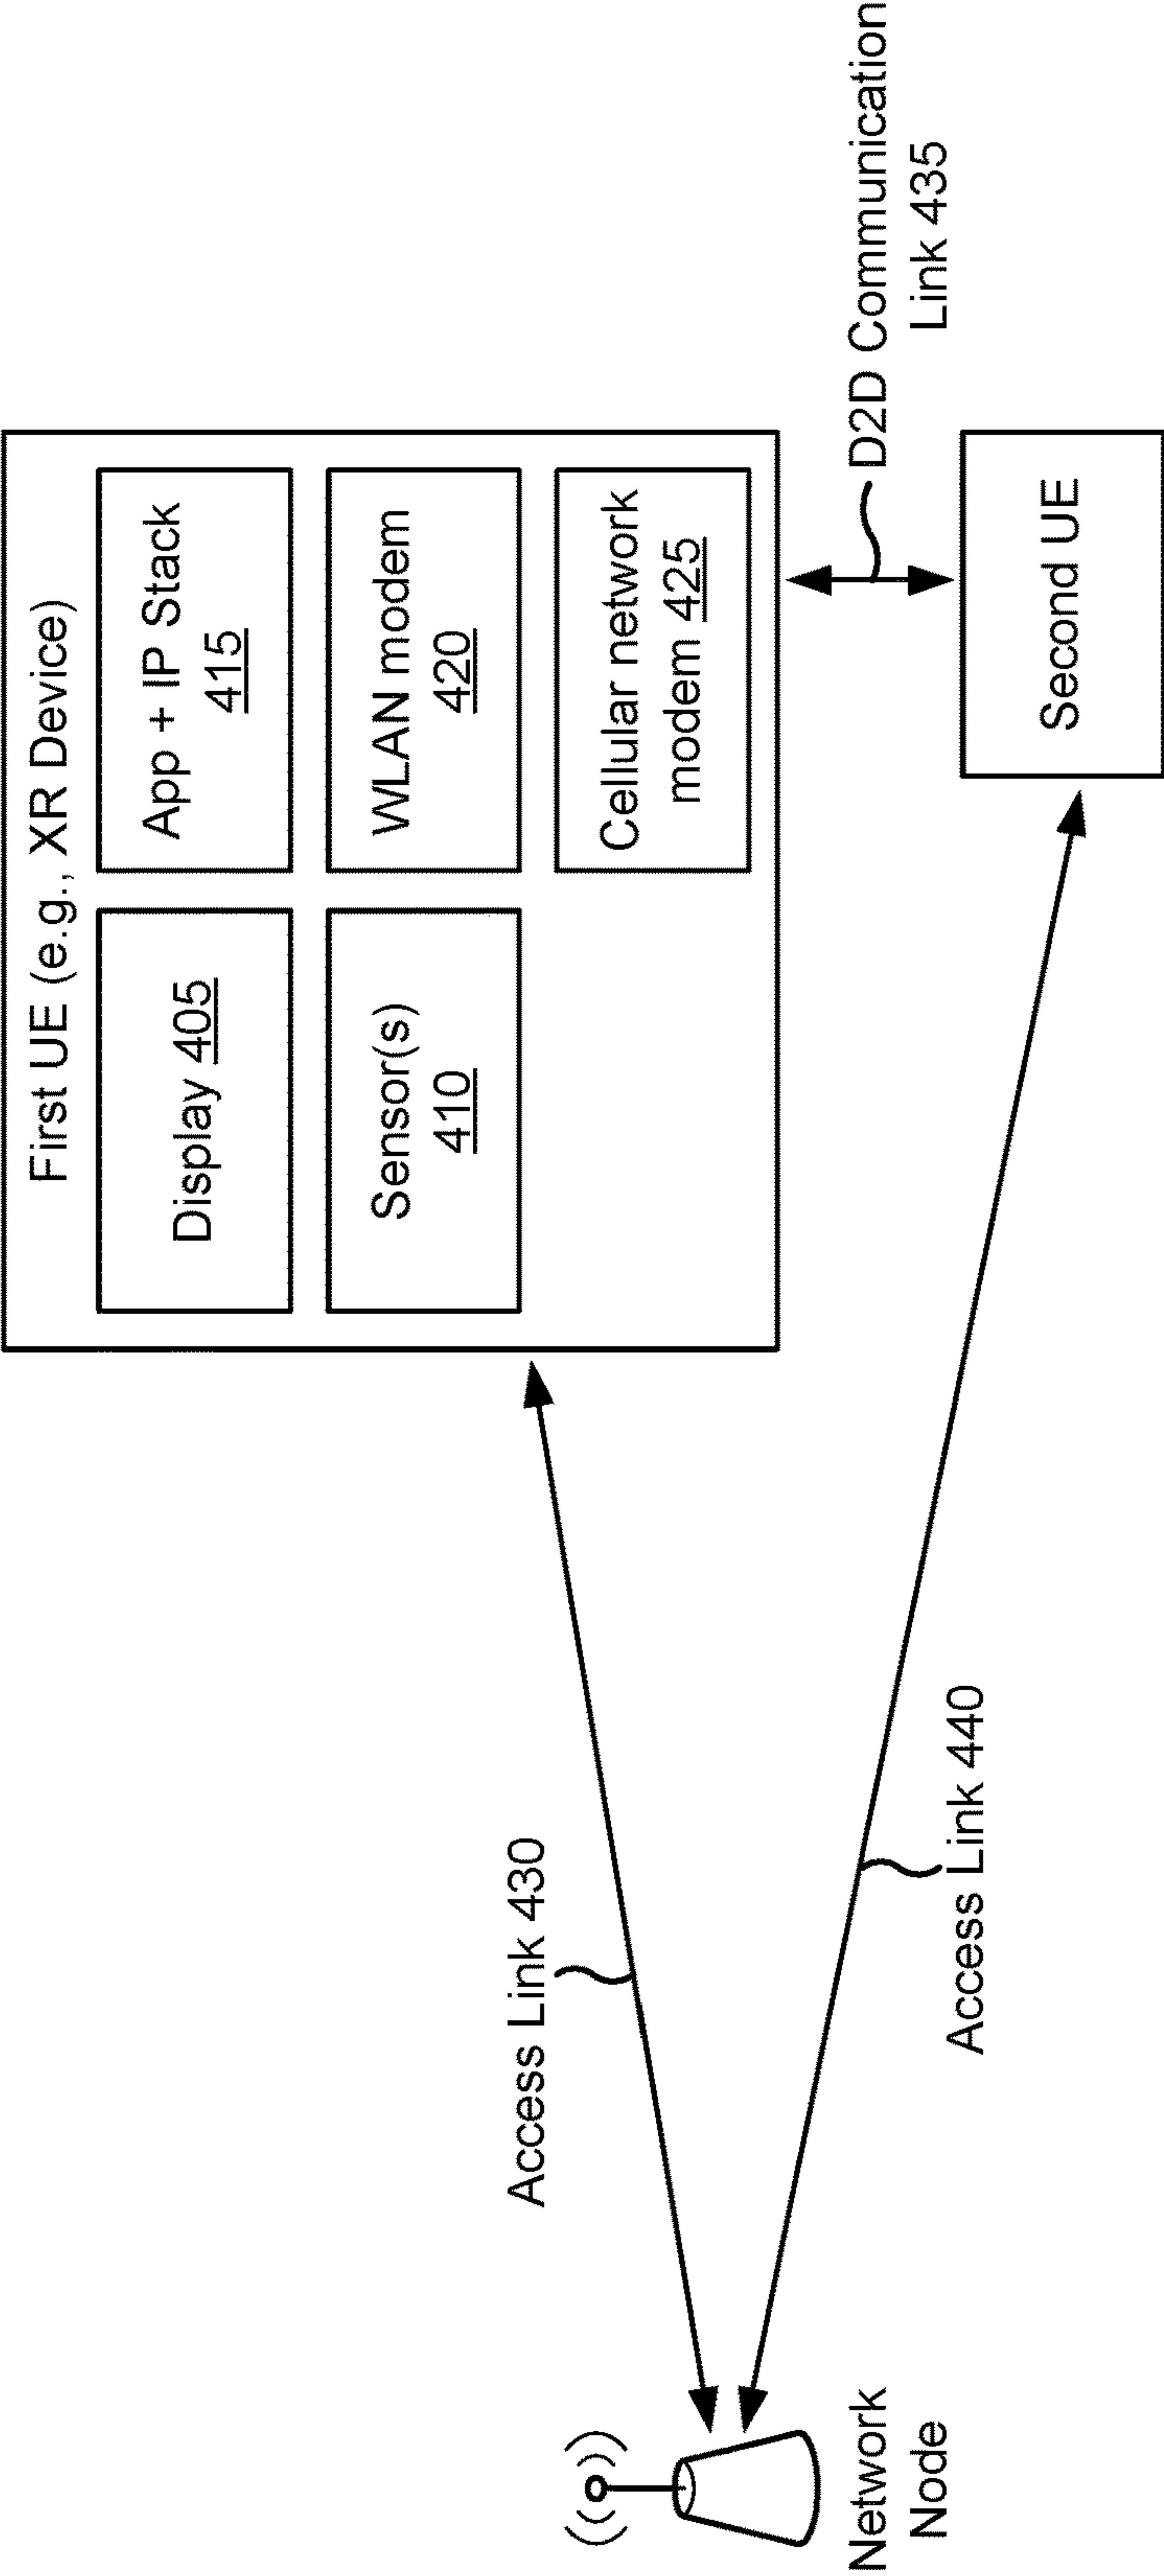 First UE (e.g., XR Device)
Display 405
App + IP Stack
415
Sensor(s)
410
WLAN modem
420
Cellular network
modem 425
Access Link 430
D2D Communication
Link 435
Access Link 440
Network
Node
Second UE